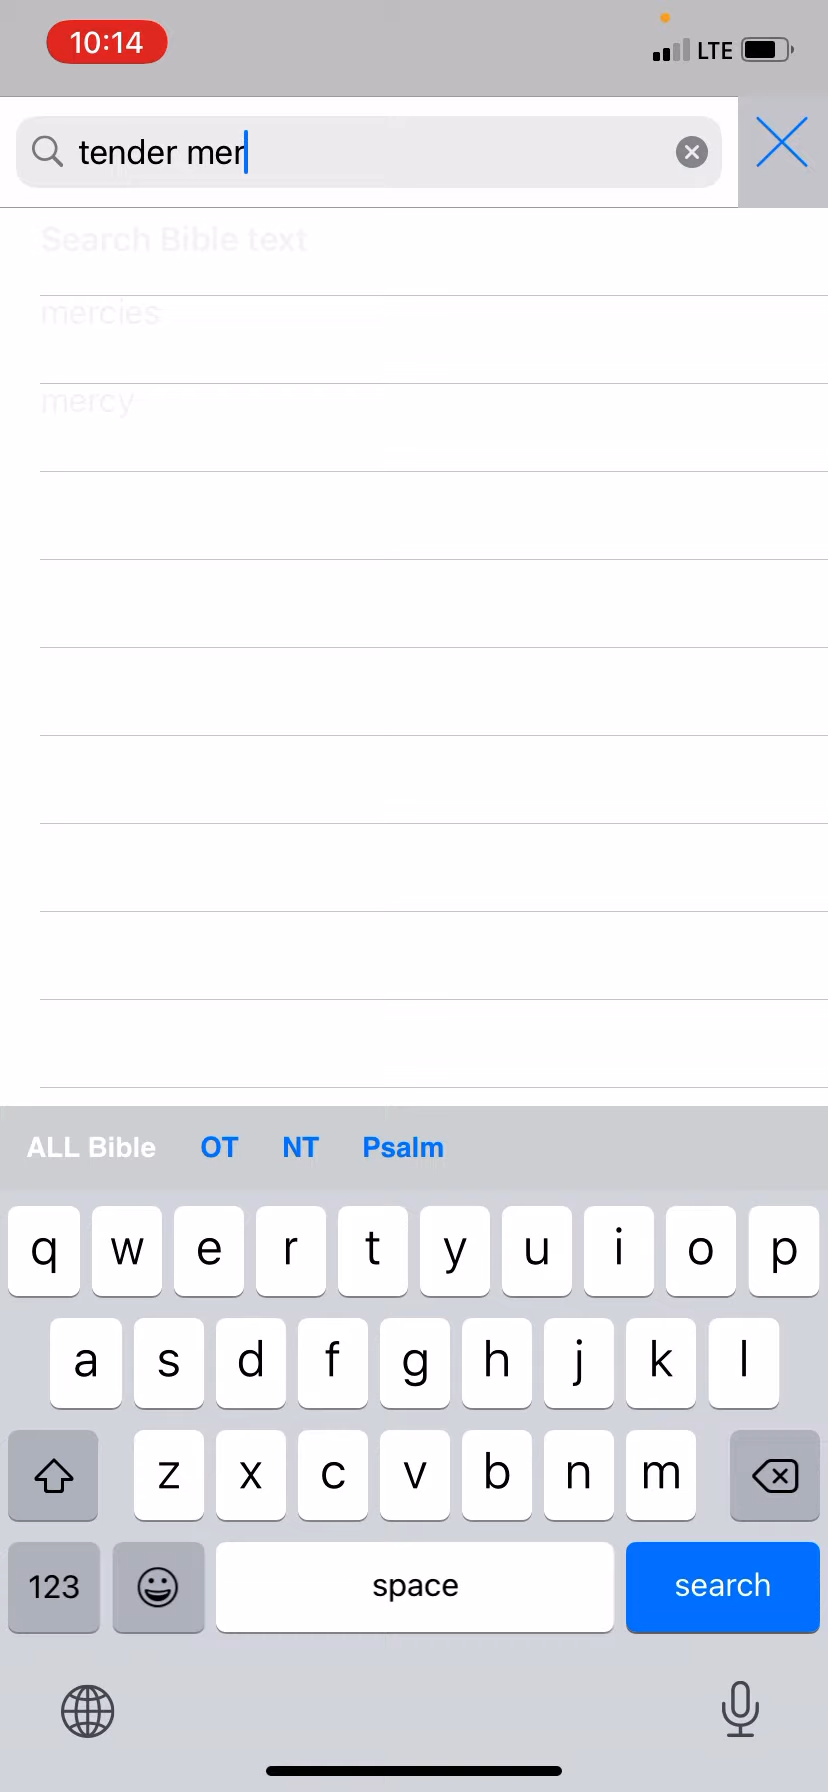 10:14
LTE
tender mer
Search Bible text
mercies
mercy
ALL Bible OT NT Psalm
q w e r t y u i o p
a s d f g h j k l
z x c v b n m
123 space search